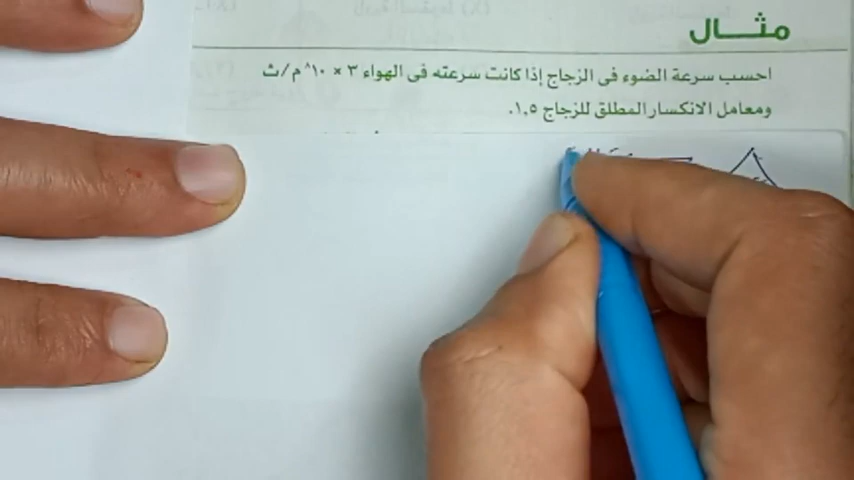 مثـــال
احسب سرعة الضوء فى الزجاج إذا كانت سرعته فى الهواء ٣ × ١٠^٨ م/ث
ومعامل الانكسار المطلق للزجاج ١,٥.